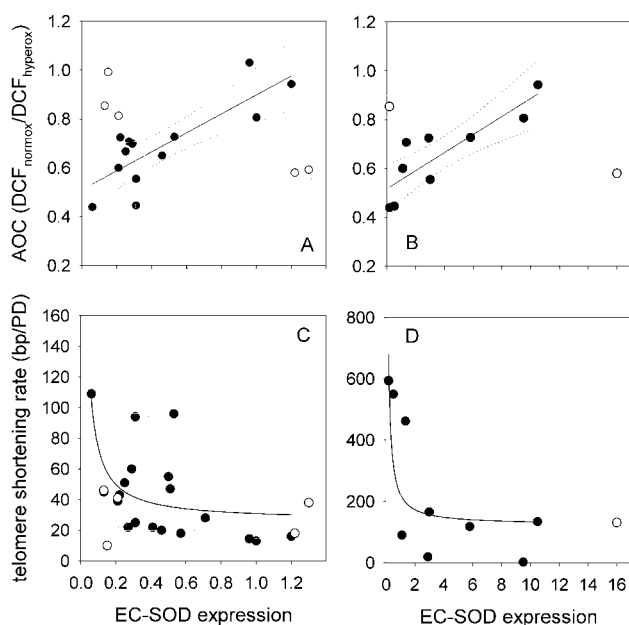 AOC (DCFnormox/DCFhyperox)
1.2
1.0
0.8
0.6
0.4
0.2
A
1.2
1.0
0.8
0.6
0.4
0.2
B
telomere shortening rate (bp/PD)
160
140
120
100
80
60
40
20
0
C
800
600
400
200
0
D
0.0 0.2 0.4 0.6 0.8 1.0 1.2
EC-SOD expression
0 2 4 6 8 10 12 14 16
EC-SOD expression